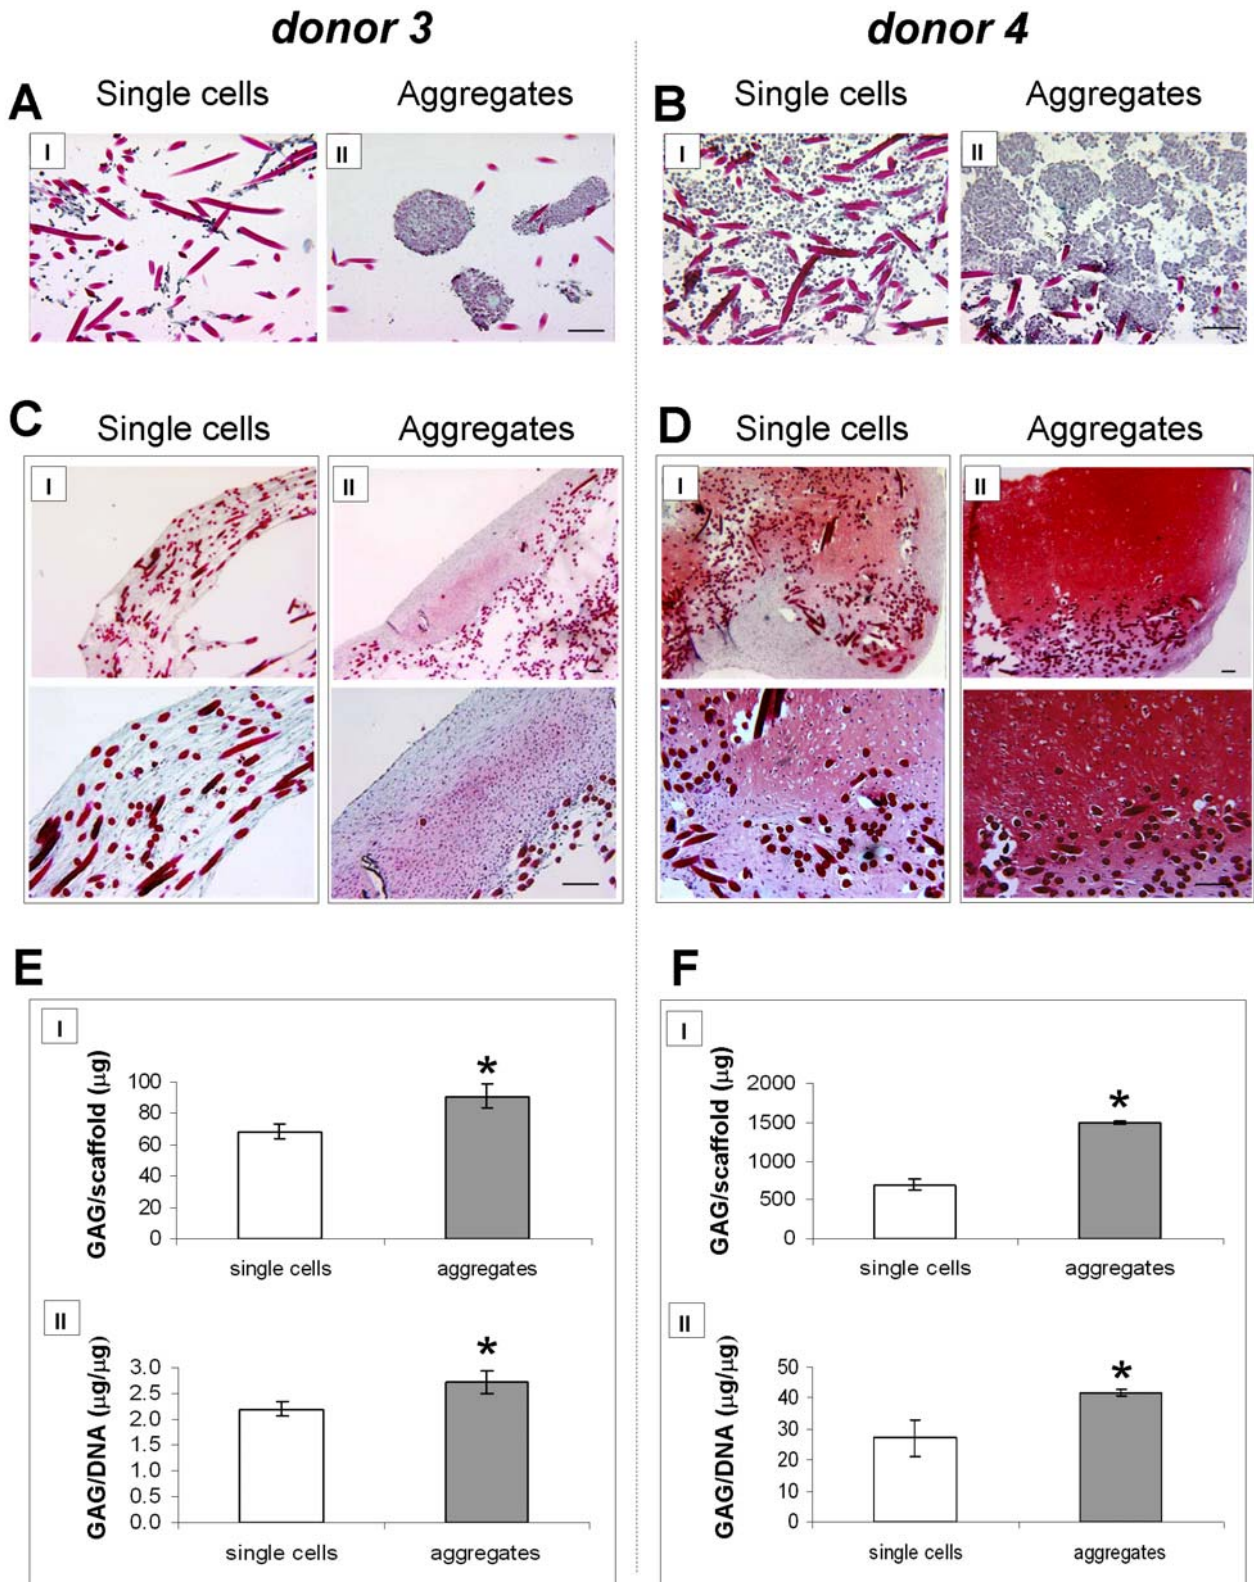 donor 3
donor 4
A
Single cells
Aggregates
B
Single cells
Aggregates
I
II
I
II
C
Single cells
Aggregates
D
Single cells
Aggregates
I
II
I
II
E
I
GAG/scaffold (µg)
100
80
60
40
20
0
*
single cells
aggregates
II
GAG/DNA (µg/µg)
3.0
2.5
2.0
1.5
1.0
0.5
0.0
*
single cells
aggregates
F
I
GAG/scaffold (µg)
2000
1500
1000
500
0
*
single cells
aggregates
II
GAG/DNA (µg/µg)
50
40
30
20
10
0
*
single cells
aggregates